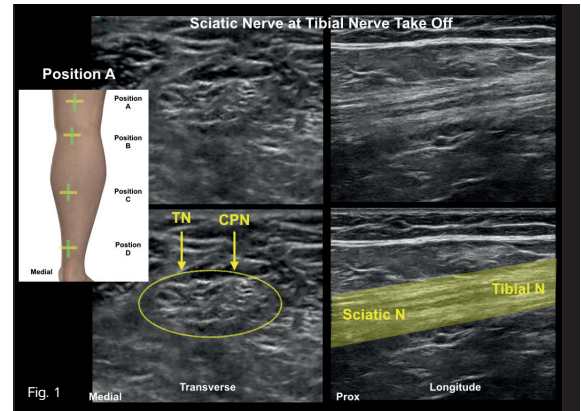 Sciatic Nerve at Tibial Nerve Take Off
Position A
Position
A
Position
B
Position
C
Postion
D
Medial
TN
CPN
Sciatic N
Tibial N
Fig. 1
Medial
Transverse
Prox
Longitude